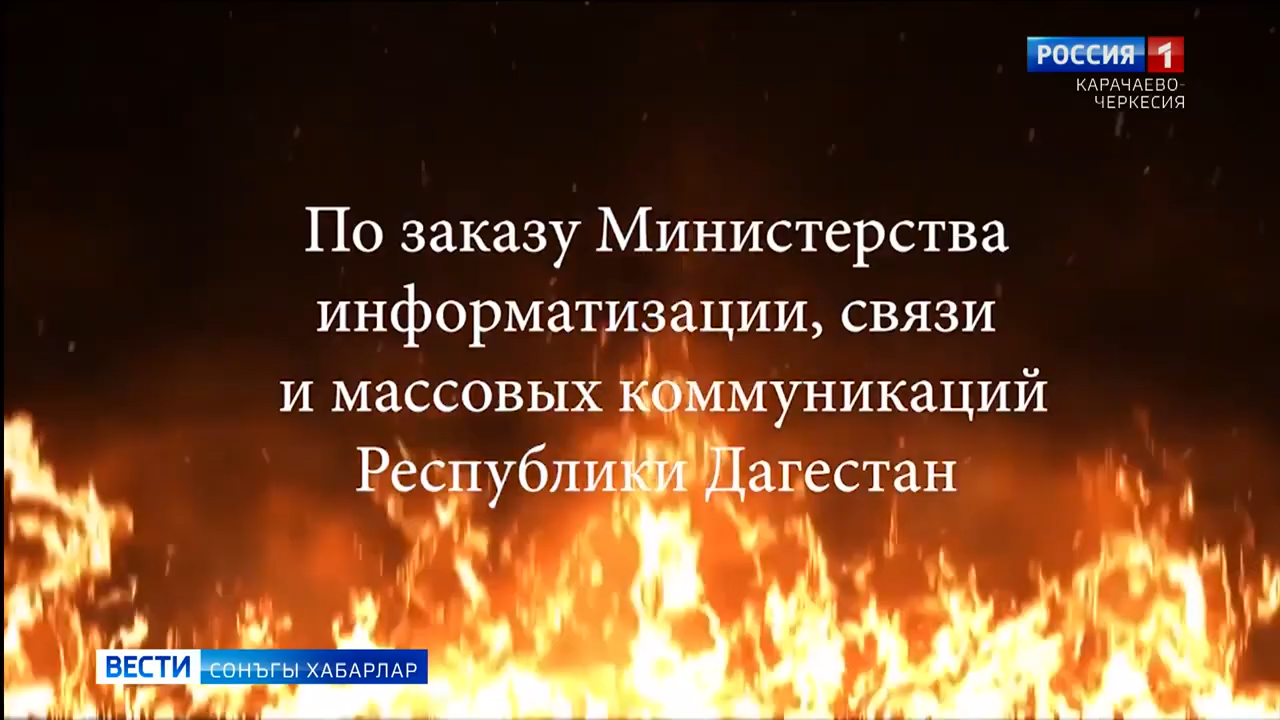 РОССИЯ 1
КАРАЧАЕВО-
ЧЕРКЕСИЯ
По заказу Министерства
информатизации, связи
и массовых коммуникаций
Республики Дагестан
ВЕСТИ СОНЪГЫ ХАБАРЛАР